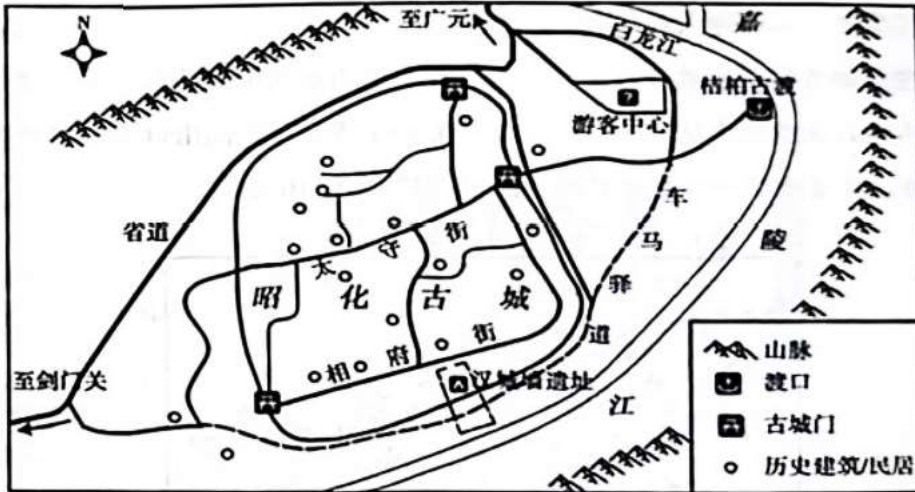 N
至广元
白龙江
嘉
桔柏古渡
游客中心
省道
太守街
车马驿道
陵
昭化古城
相府街
汉城墙遗址
至剑门关
江
山脉
渡口
古城门
历史建筑/民居